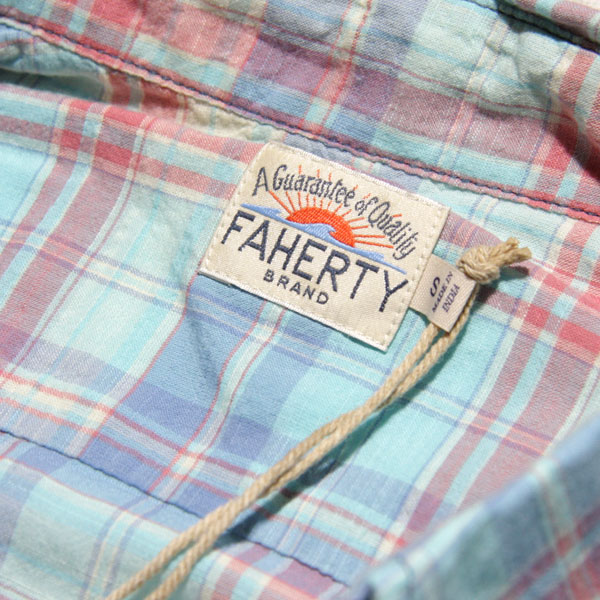 A Guarantee of Quality
FAHERTY
BRAND
S
MADE IN
INDIA